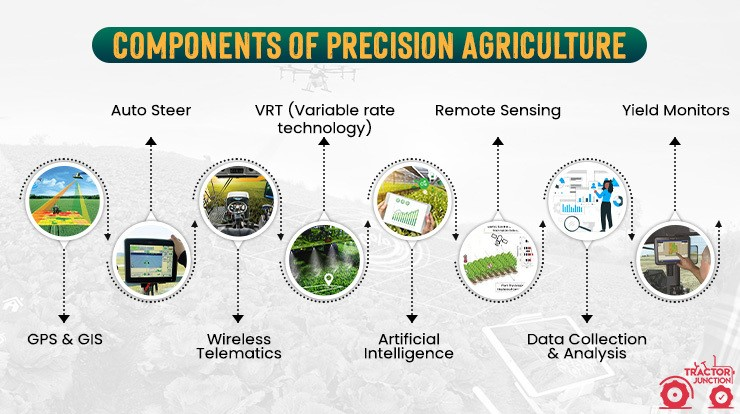 COMPONENTS OF PRECISION AGRICULTURE
Auto Steer
VRT (Variable rate
technology)
Remote Sensing
Yield Monitors
GPS & GIS
Wireless
Telematics
Artificial
Intelligence
Data Collection
& Analysis
TRACTOR
JUNCTION